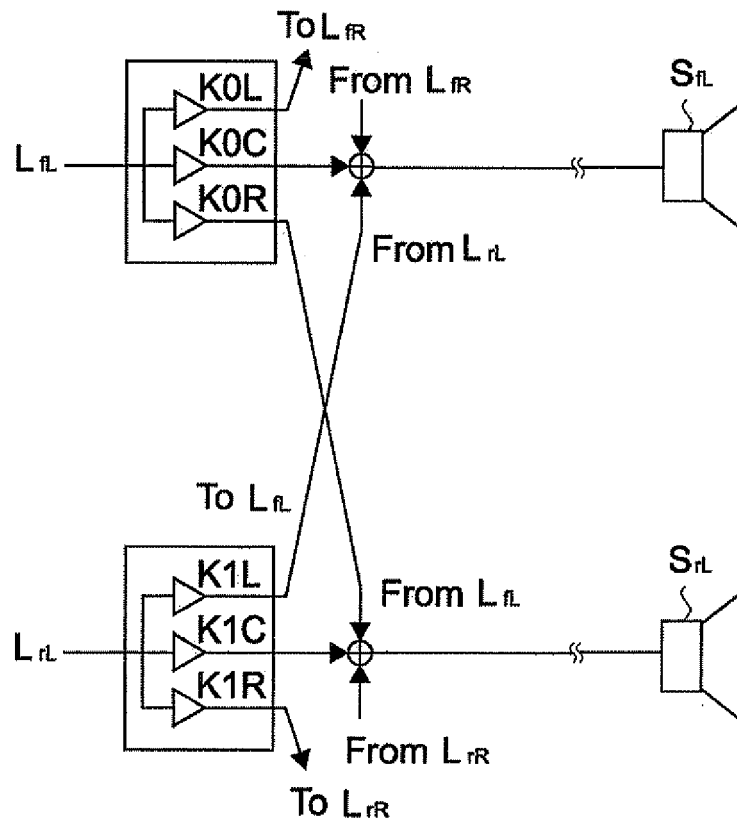 To LfR
From LfR
SfL
K0L
LfL
K0C
K0R
From LrL
To LfL
K1L
From LfL
SrL
LrL
K1C
K1R
From LrR
To LrR